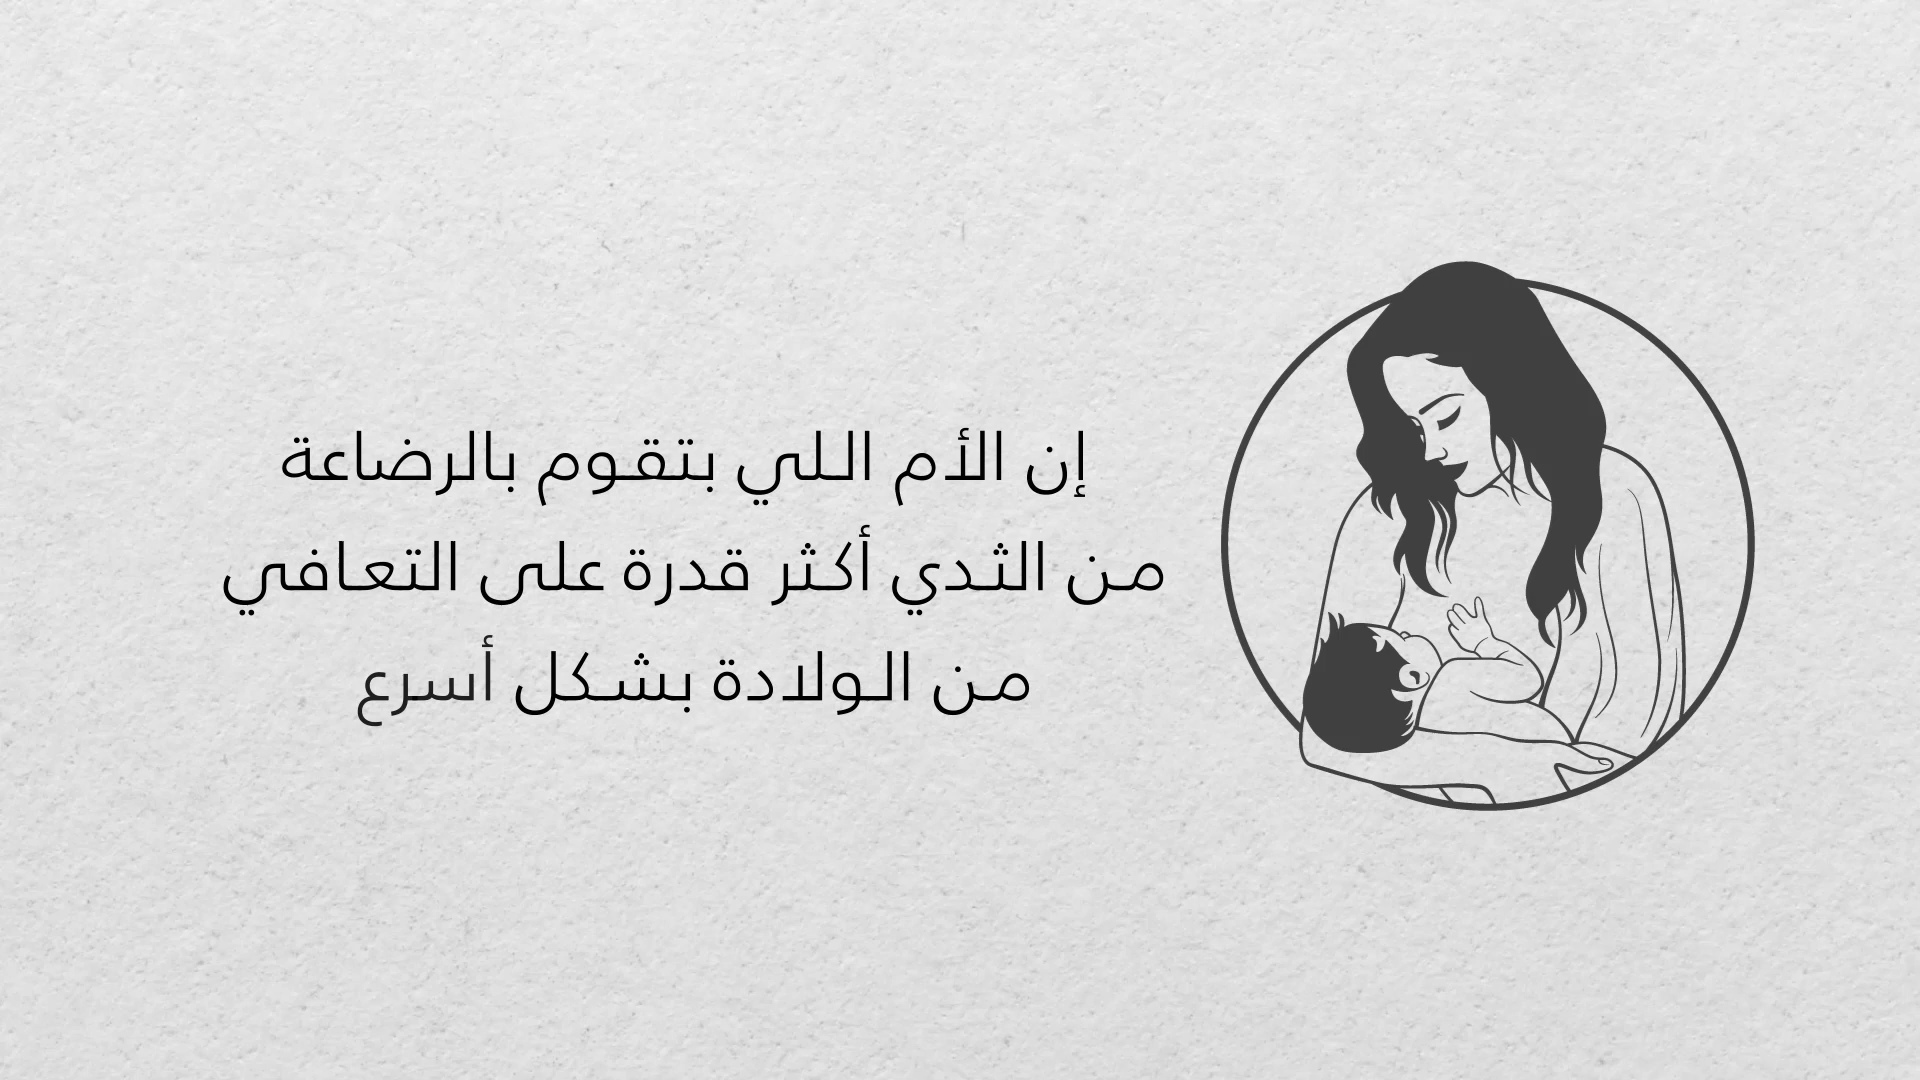 إن الأم اللي بتقوم بالرضاعة
من الثدي أكثر قدرة على التعافي
من الولادة بشكل أسرع